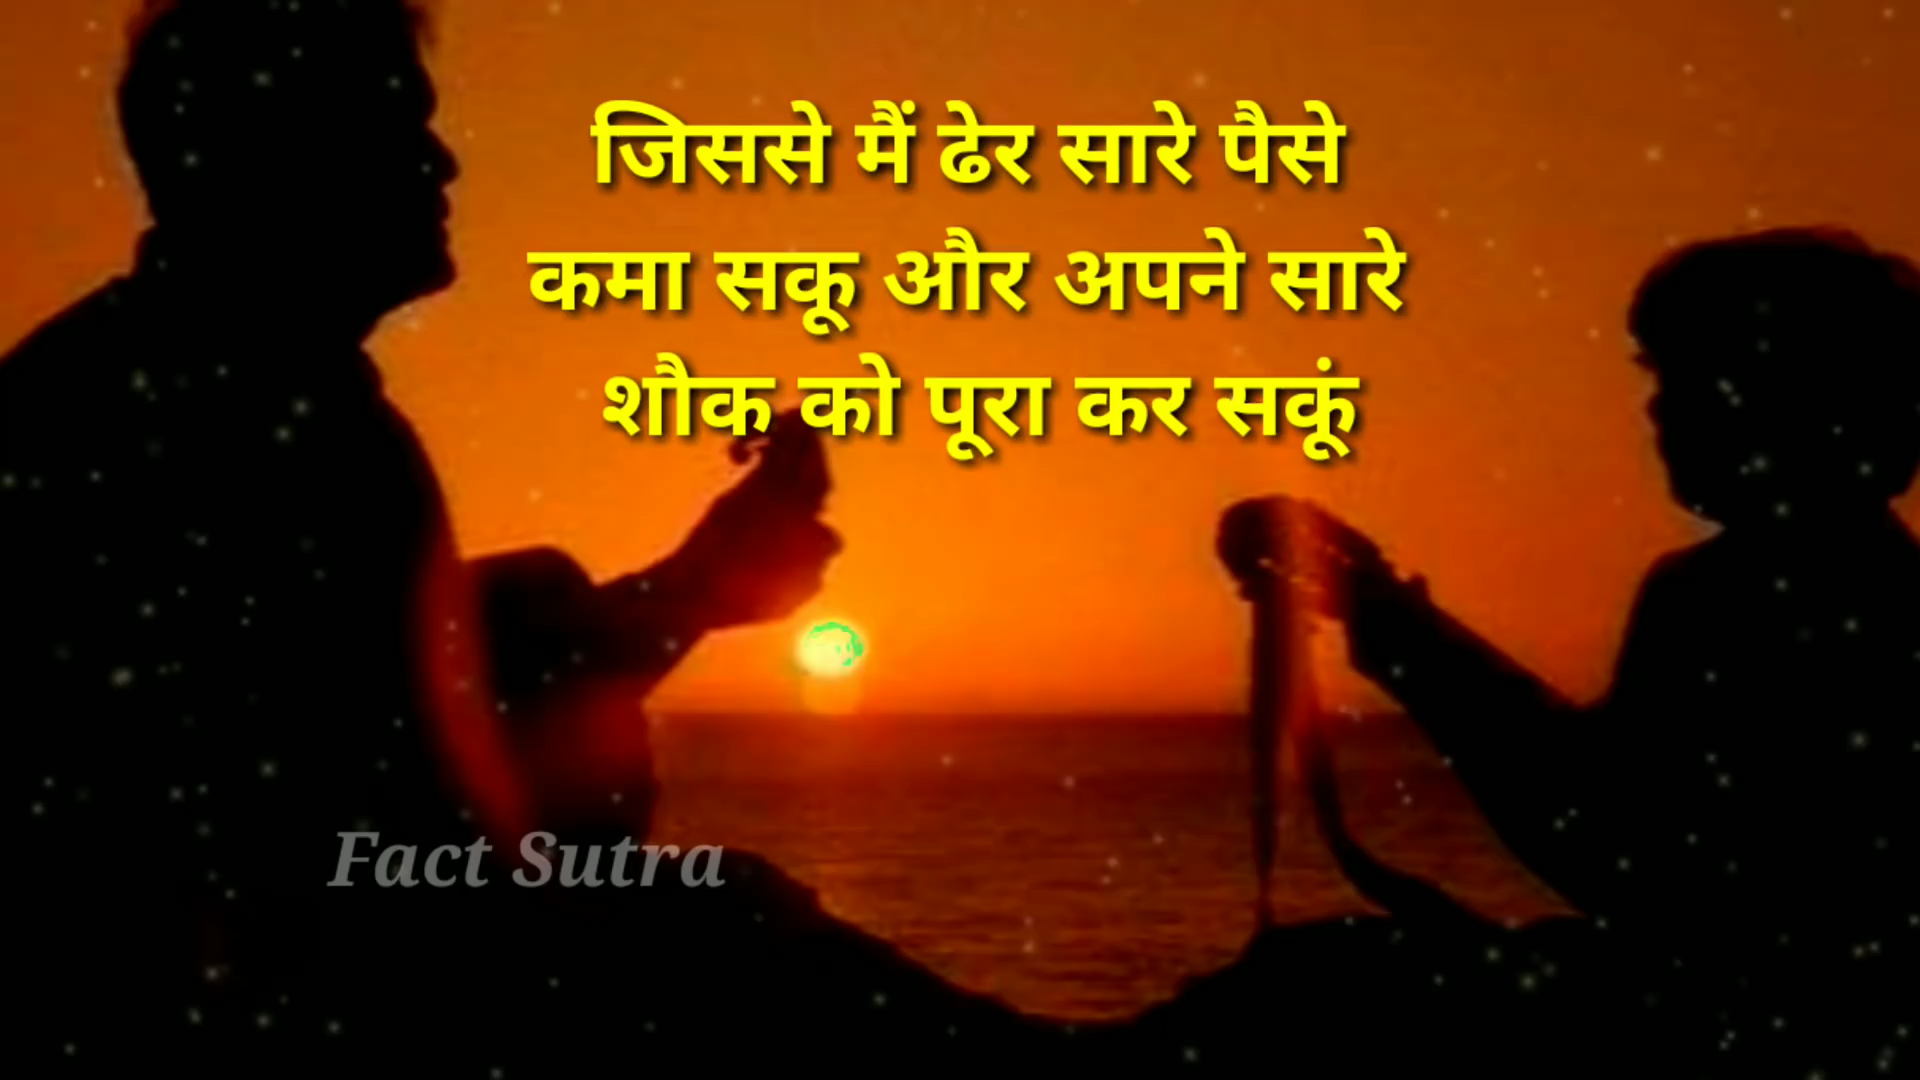 जिससे मैं ढेर सारे पैसे
कमा सकू और अपने सारे
शौक को पूरा कर सकूं
Fact Sutra